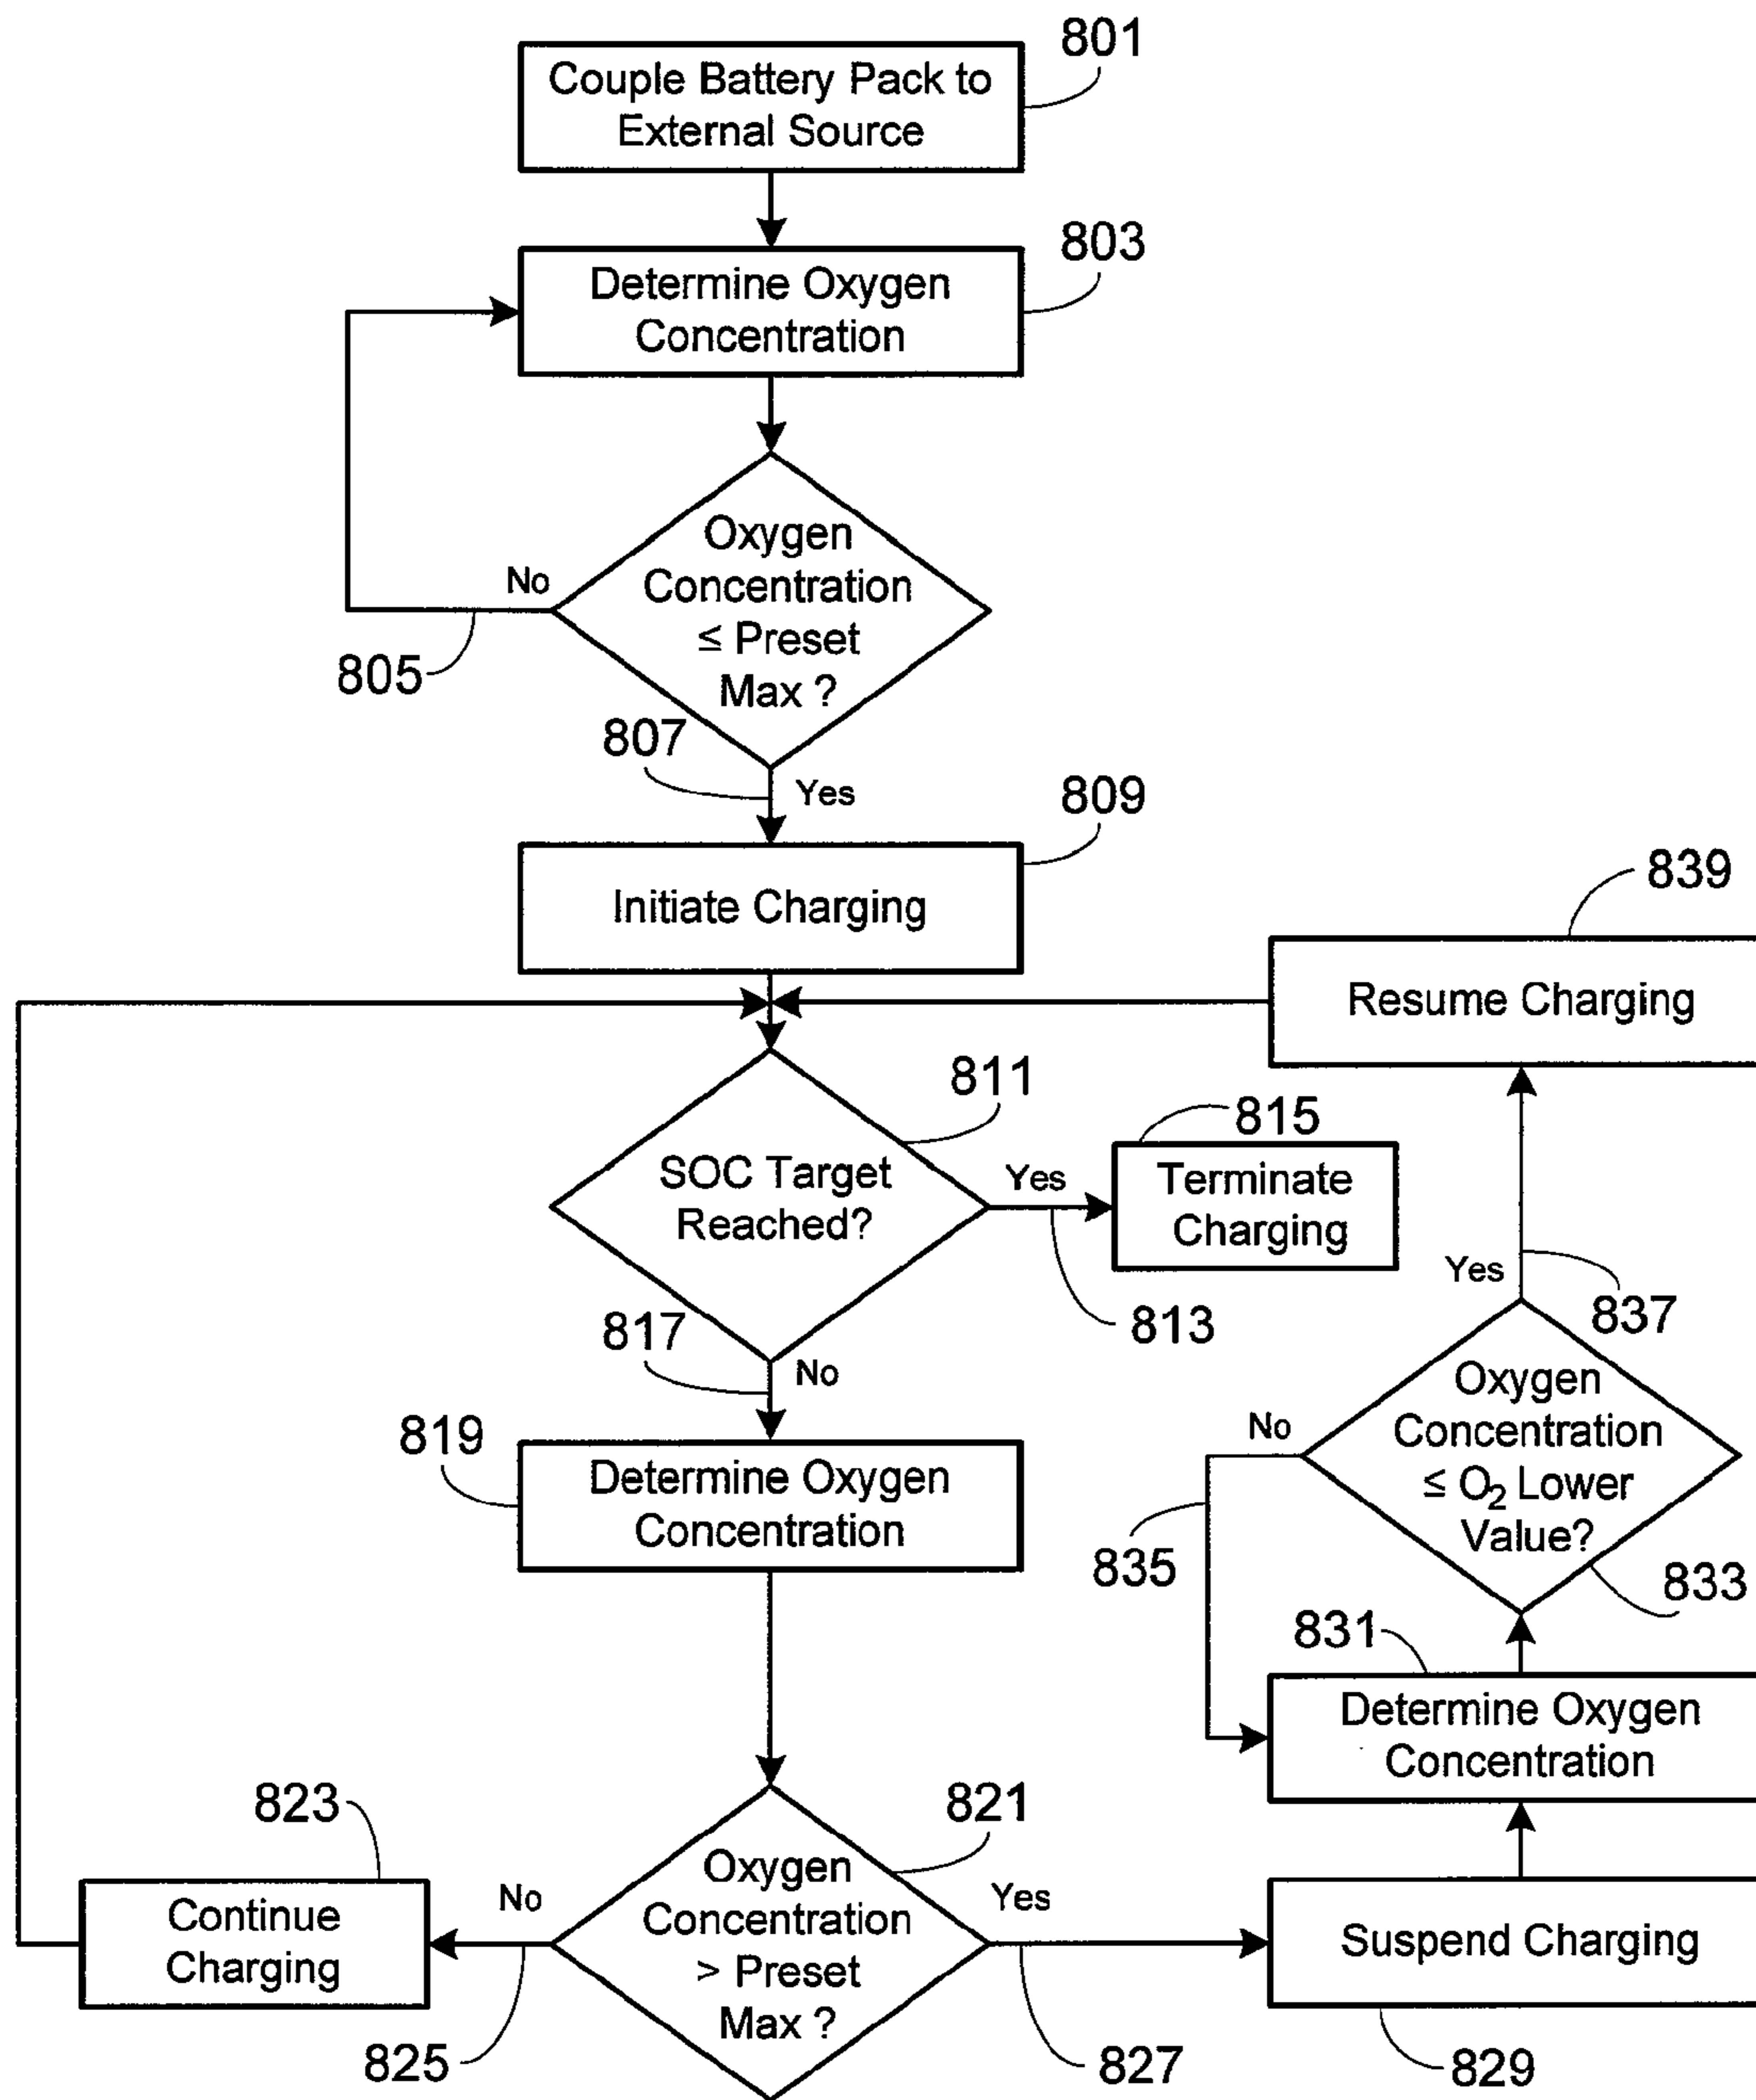 801
Couple Battery Pack to
External Source
803
Determine Oxygen
Concentration
Oxygen
Concentration
≤ Preset
Max ?
No
805
807
Yes
809
Initiate Charging
839
Resume Charging
811
SOC Target
Reached?
Yes
813
815
Terminate
Charging
817
No
819
Determine Oxygen
Concentration
821
Oxygen
Concentration
> Preset
Max ?
No
825
823
Continue
Charging
Yes
827
Suspend Charging
829
831
Determine Oxygen
Concentration
833
Oxygen
Concentration
≤ O₂ Lower
Value?
No
835
Yes
837